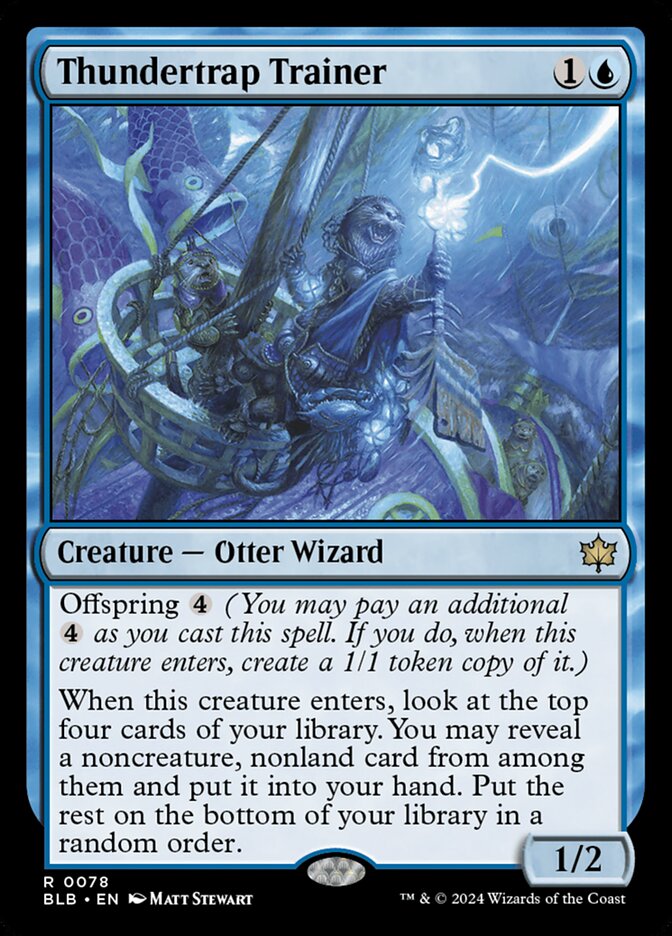 Thundertrap Trainer 1
Creature — Otter Wizard
Offspring 4 (You may pay an additional
4 as you cast this spell. If you do, when this
creature enters, create a 1/1 token copy of it.)
When this creature enters, look at the top
four cards of your library. You may reveal
a noncreature, nonland card from among
them and put it into your hand. Put the
rest on the bottom of your library in a
random order.
1/2
R 0078
BLB • EN Matt Stewart
™ & © 2024 Wizards of the Coast